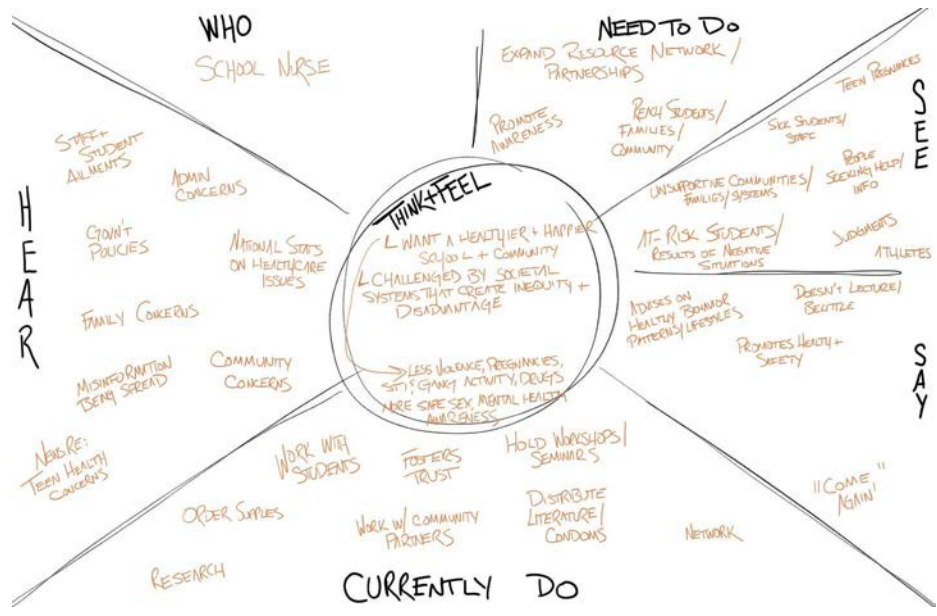 WHO
SCHOOL NURSE
NEED TO DO
EXPAND RESOURCE NETWORK /
PARTNERSHIPS
PROMOTE
AWARENESS
REACH STUDENTS/
FAMILIES/
COMMUNITY
SEE
TEEN PREGNANCIES
SICK STUDENTS/
STAFF
PEOPLE
SEEKING HELP/
INFO
UNSUPPORTIVE COMMUNITIES/
FAMILIES/SYSTEMS
AT-RISK STUDENTS/
RESULTS OF NEGATIVE
SITUATIONS
JUDGMENTS
ATHLETES
HEAR
STAFF+
STUDENT
AILMENTS
ADMIN
CONCERNS
GOV'T
POLICIES
NATIONAL STATS
ON HEALTHCARE
ISSUES
FAMILY CONCERNS
MISINFORMATION
BEING SPREAD
COMMUNITY
CONCERNS
NEWS RE:
TEEN HEALTH
CONCERNS
THINK+FEEL
WANT A HEALTHIER + HAPPIER
SCHOOL + COMMUNITY
CHALLENGED BY SOCIETAL
SYSTEMS THAT CREATE INEQUITY +
DISADVANTAGE
LESS VIOLENCE, PREGNANCIES,
STI'S, GANG ACTIVITY, DRUGS
MORE SAFE SEX, MENTAL HEALTH
AWARENESS
SAY
ADVISES ON
HEALTHY BEHAVIOR
PATTERNS/LIFESTYLES
DOESN'T LECTURE/
BELITTLE
PROMOTES HEALTH +
SAFETY
"COME
AGAIN"
CURRENTLY DO
WORK WITH
STUDENTS
FOSTERS
TRUST
HOLD WORKSHOPS/
SEMINARS
ORDER SUPPLIES
WORK W/ COMMUNITY
PARTNERS
DISTRIBUTE
LITERATURE/
CONDOMS
NETWORK
RESEARCH